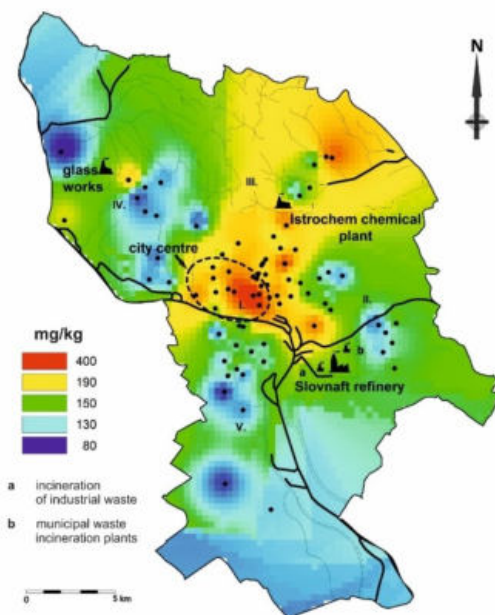 N
glass
works
IV.
III.
Istrochem chemical
plant
city centre
II.
I.
b
a
Slovnaft refinery
V.
mg/kg
400
190
150
130
80
a incineration
of industrial waste
b municipal waste
incineration plants
0 5 km